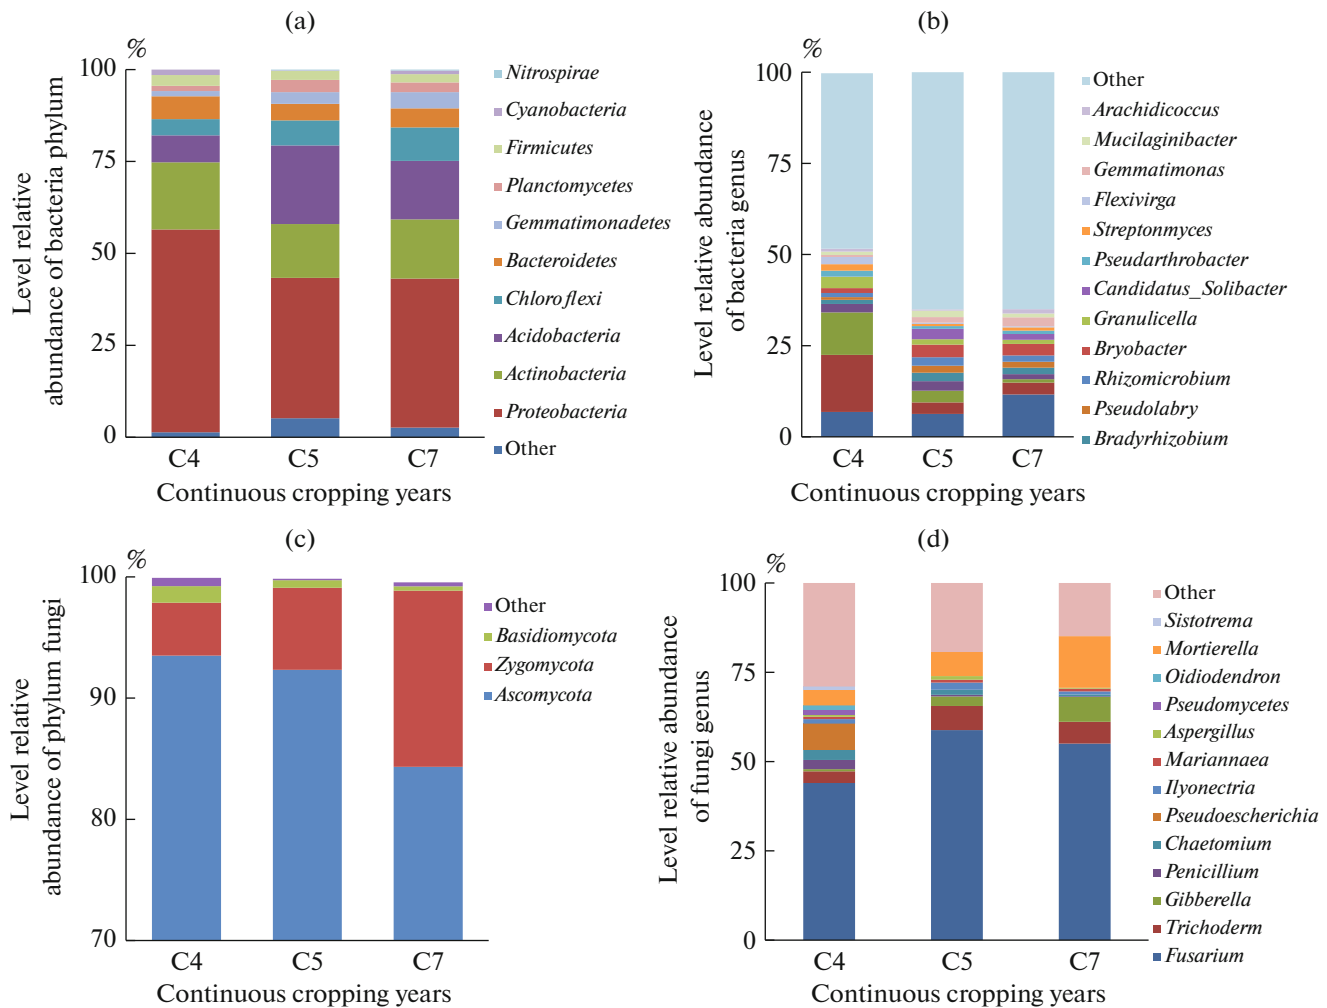 (a)
%
100
75
50
25
0
Level relative
abundance of bacteria phylum
C4
C5
C7
Continuous cropping years
Nitrospirae
Cyanobacteria
Firmicutes
Planctomycetes
Gemmatimonadetes
Bacteroidetes
Chloroflexi
Acidobacteria
Actinobacteria
Proteobacteria
Other
(b)
%
100
75
50
25
0
Level relative abundance
of bacteria genus
C4
C5
C7
Continuous cropping years
Other
Arachidicoccus
Mucilaginibacter
Gemmatimonas
Flexivirga
Streptonmyces
Pseudarthrobacter
Candidatus_Solibacter
Granulicella
Bryobacter
Rhizomicrobium
Pseudolabry
Bradyrhizobium
(c)
%
100
90
80
70
Level relative
abundance of phylum fungi
C4
C5
C7
Continuous cropping years
Other
Basidiomycota
Zygomycota
Ascomycota
(d)
%
100
75
50
25
0
Level relative abundance
of fungi genus
C4
C5
C7
Continuous cropping years
Other
Sistotrema
Mortierella
Oidiodendron
Pseudomycetes
Aspergillus
Mariannaea
Ilyonectria
Pseudoescherichia
Chaetomium
Penicillium
Gibberella
Trichoderm
Fusarium